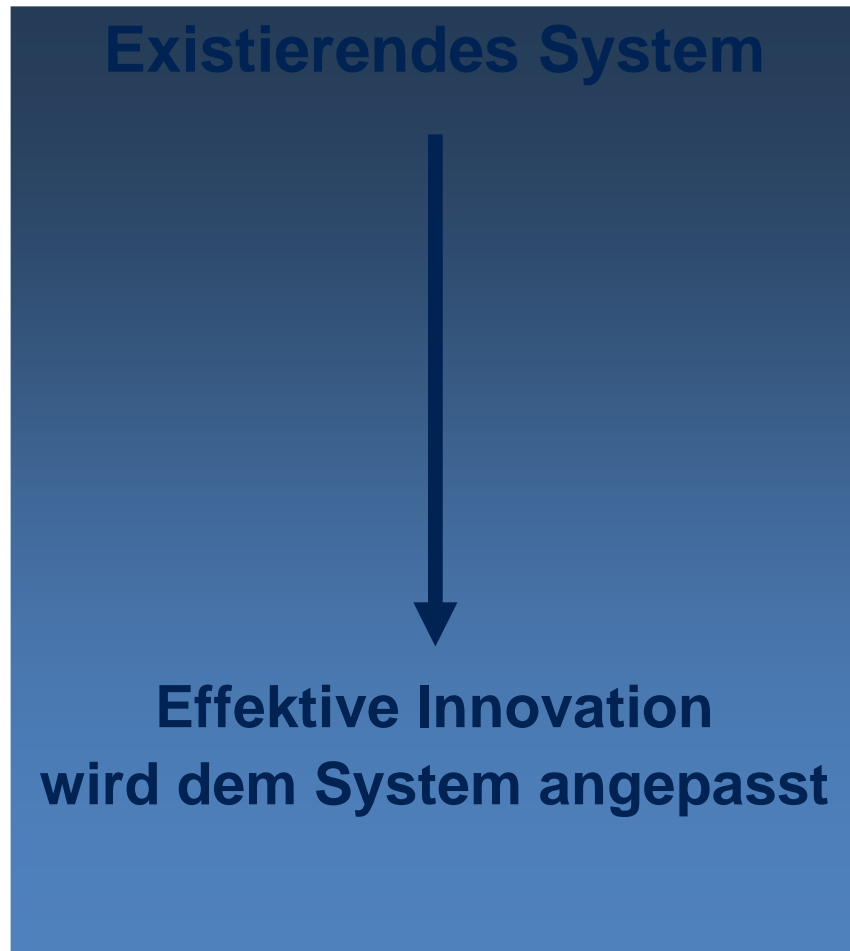 Existierendes System
Effektive Innovation
wird dem System angepasst